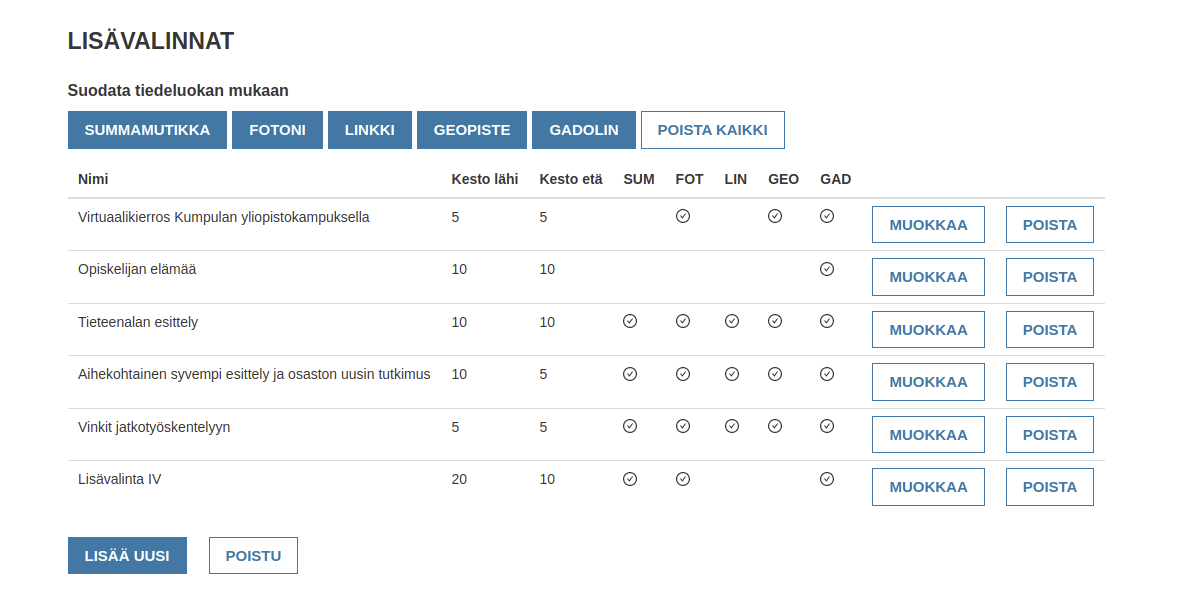 LISÄVALINNAT
Suodata tiedeluokan mukaan
SUMMAMUTIKKA FOTONI LINKKI GEOPISTE GADOLIN POISTA KAIKKI
Nimi Kesto lähi Kesto etä SUM FOT LIN GEO GAD
Virtuaalikierros Kumpulan yliopistokampuksella 5 5 MUOKKAA POISTA
Opiskelijan elämää 10 10 MUOKKAA POISTA
Tieteenalan esittely 10 10 MUOKKAA POISTA
Aihekohtainen syvempi esittely ja osaston uusin tutkimus 10 5 MUOKKAA POISTA
Vinkit jatkotyöskentelyyn 5 5 MUOKKAA POISTA
Lisävalinta IV 20 10 MUOKKAA POISTA
LISÄÄ UUSI POISTU